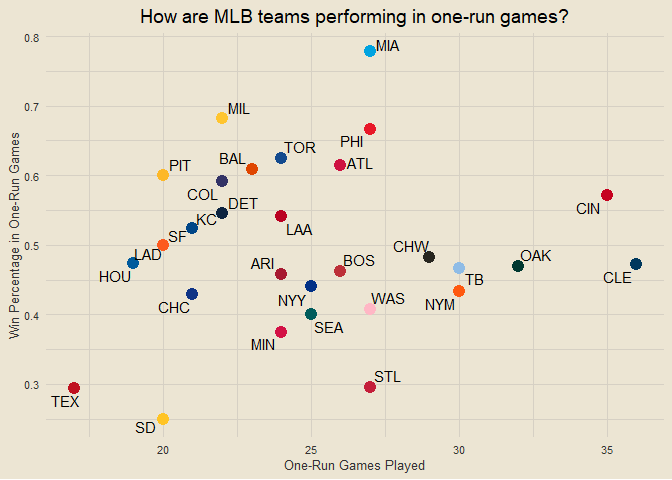 How are MLB teams performing in one-run games?
Win Percentage in One-Run Games
0.8
0.7
0.6
0.5
0.4
0.3
MIA
MIL
PHI
TOR
BAL
ATL
PIT
COL
DET
CIN
KC
SF
LAA
LAD
HOU
CHW
OAK
BOS
ARI
TB
CLE
CHC
NYY
WAS
NYM
SEA
MIN
STL
TEX
SD
20
25
30
35
One-Run Games Played